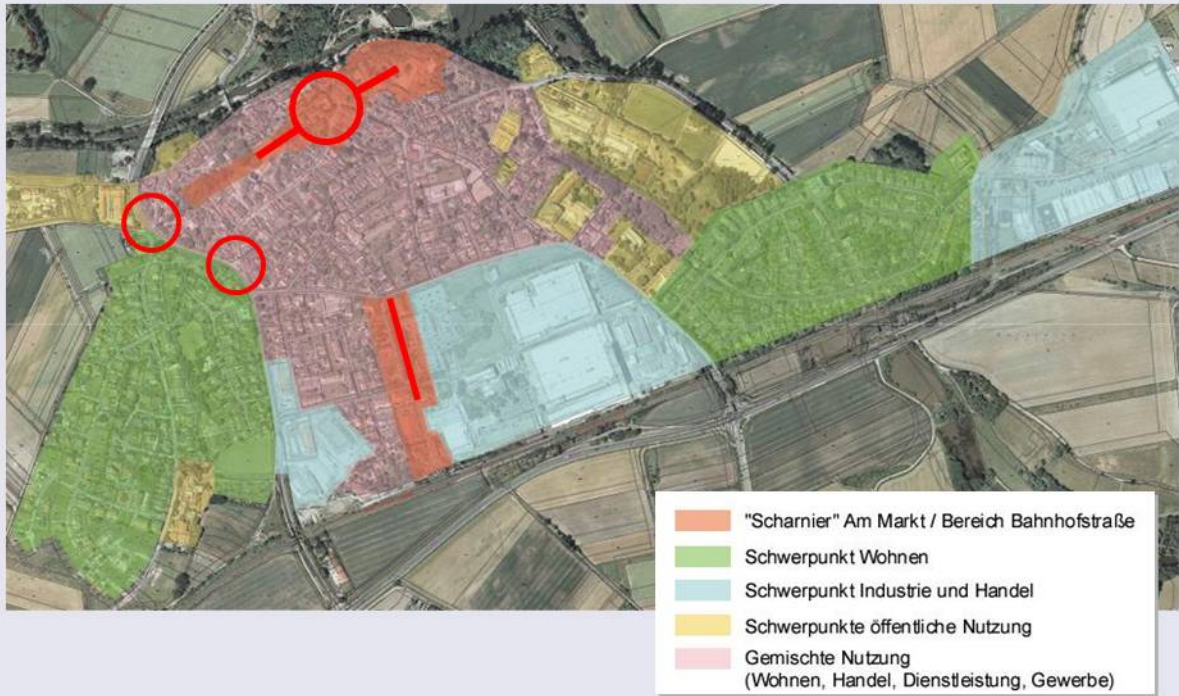 "Scharnier" Am Markt / Bereich Bahnhofstraße
Schwerpunkt Wohnen
Schwerpunkt Industrie und Handel
Schwerpunkte öffentliche Nutzung
Gemischte Nutzung
(Wohnen, Handel, Dienstleistung, Gewerbe)